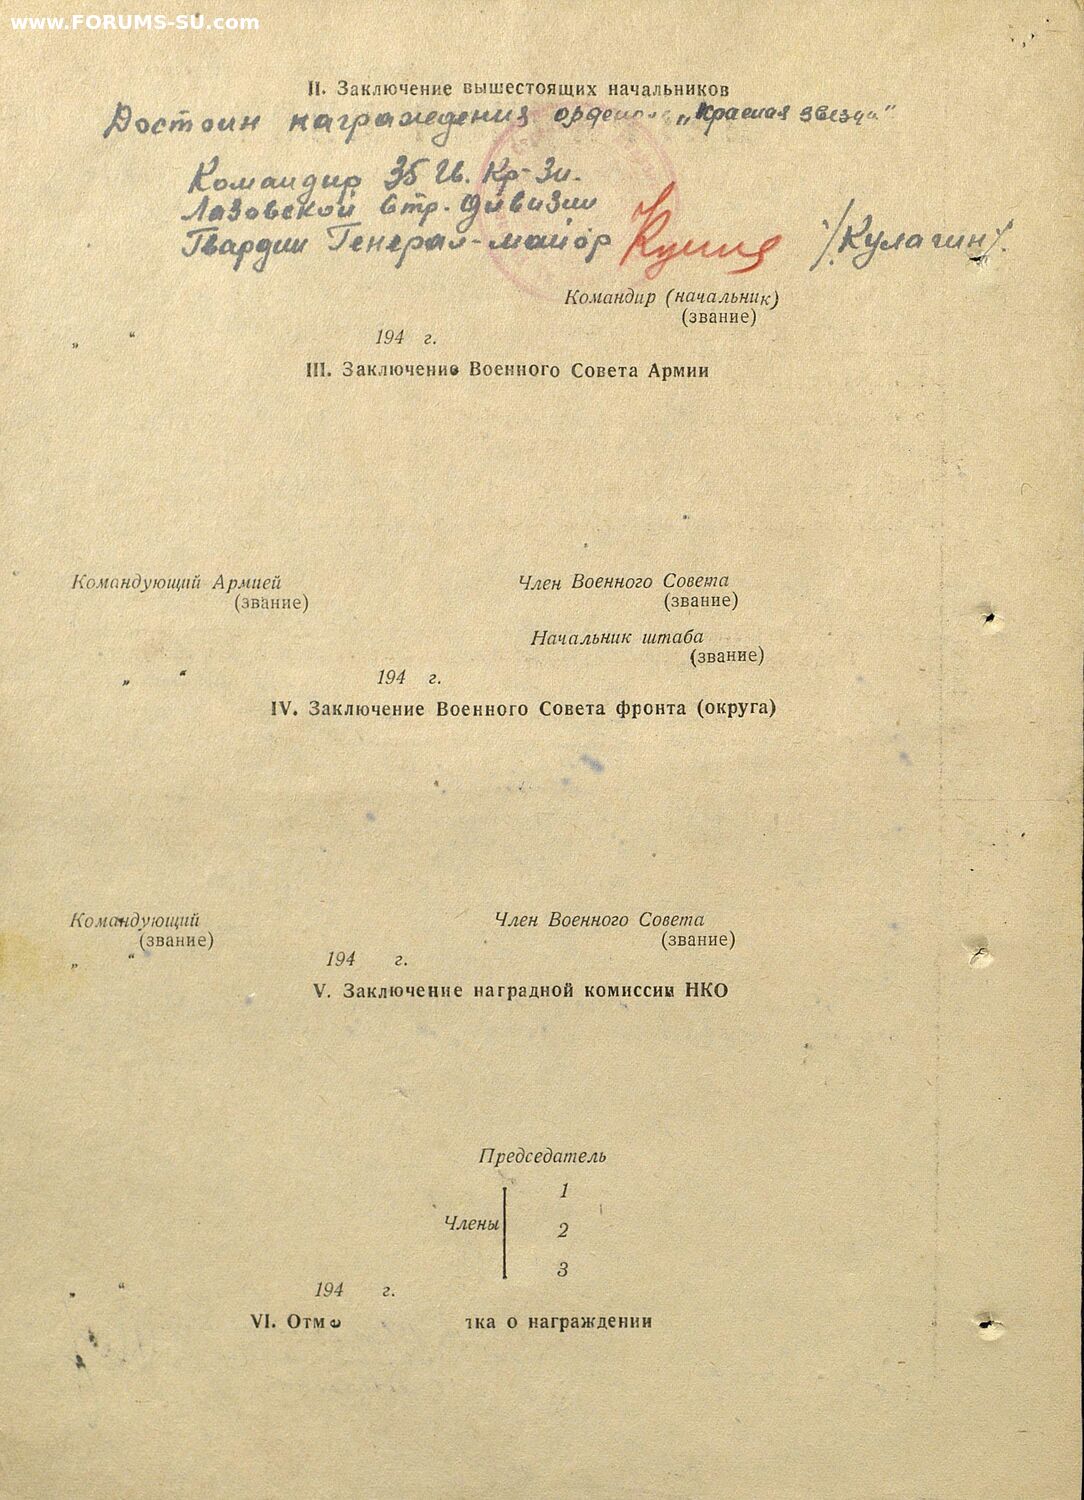 www.FORUMS-SU.com
II. Заключение вышестоящих начальников
Достоин награждения орденом „Красная звезда"
Командир 35 Гв. Кр-Зн.
Лозовской Стр. Дивизии
Гвардии Генерал-майор /Кулагин/.
Командир (начальник)
(звание)
„ “ 194 г.
III. Заключение Военного Совета Армии
Командующий Армией Член Военного Совета
(звание) (звание)
Начальник штаба
(звание)
„ “ 194 г.
IV. Заключение Военного Совета фронта (округа)
Командующий Член Военного Совета
(звание) (звание)
„ “ 194 г.
V. Заключение наградной комиссии НКО
Председатель
1
Члены 2
3
„ “ 194 г.
VI. Отме тка о награждении